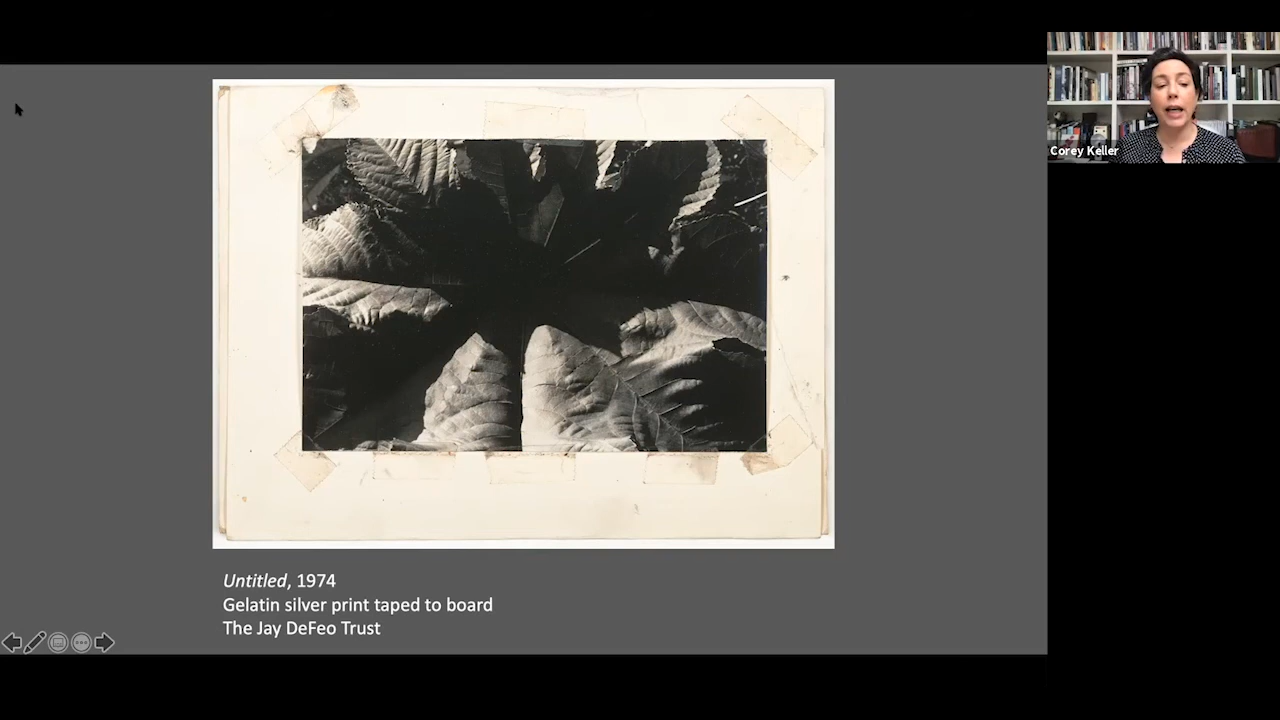 Corey Keller
Untitled, 1974
Gelatin silver print taped to board
The Jay DeFeo Trust